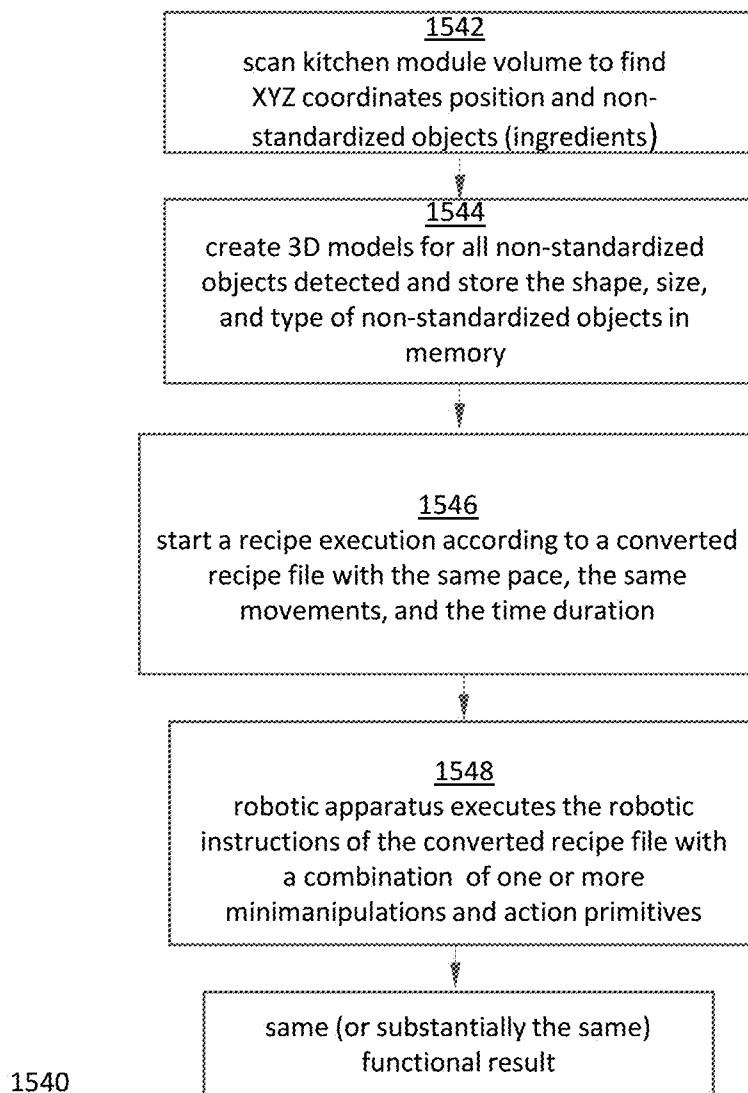 1542
scan kitchen module volume to find
XYZ coordinates position and non-
standardized objects (ingredients)
1544
create 3D models for all non-standardized
objects detected and store the shape, size,
and type of non-standardized objects in
memory
1546
start a recipe execution according to a converted
recipe file with the same pace, the same
movements, and the time duration
1548
robotic apparatus executes the robotic
instructions of the converted recipe file with
a combination of one or more
minimanipulations and action primitives
same (or substantially the same)
functional result
1540